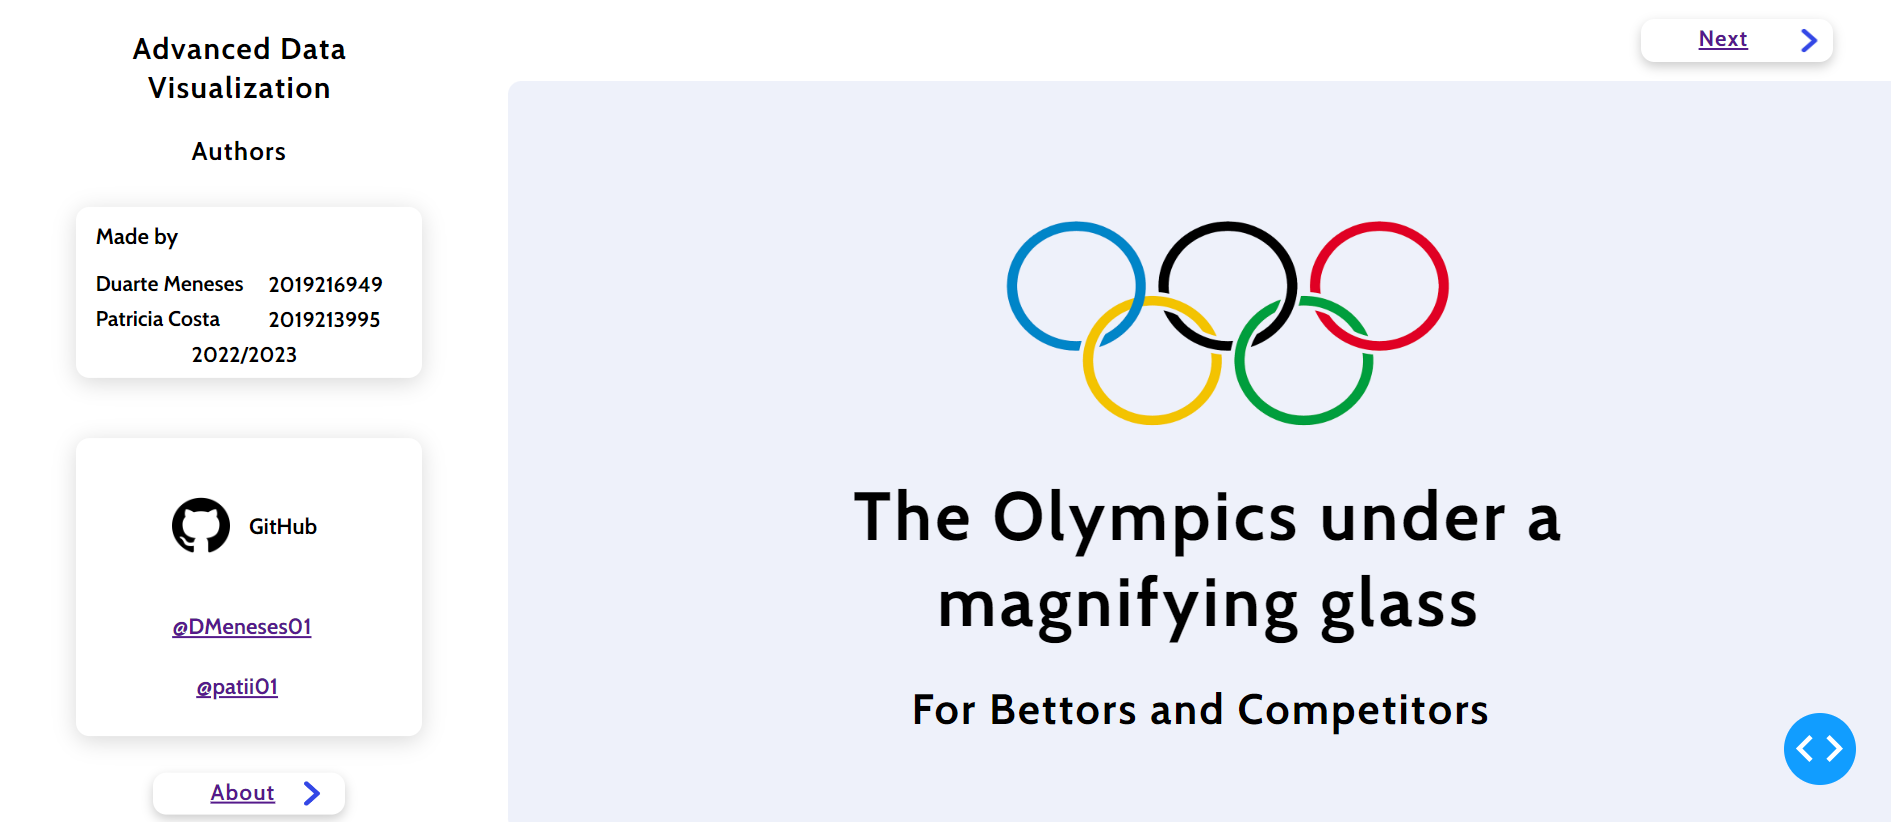 Advanced Data
Visualization
Authors
Made by
Duarte Meneses 2019216949
Patricia Costa 2019213995
2022/2023
GitHub
@DMeneses01
@patii01
About
Next
The Olympics under a
magnifying glass
For Bettors and Competitors